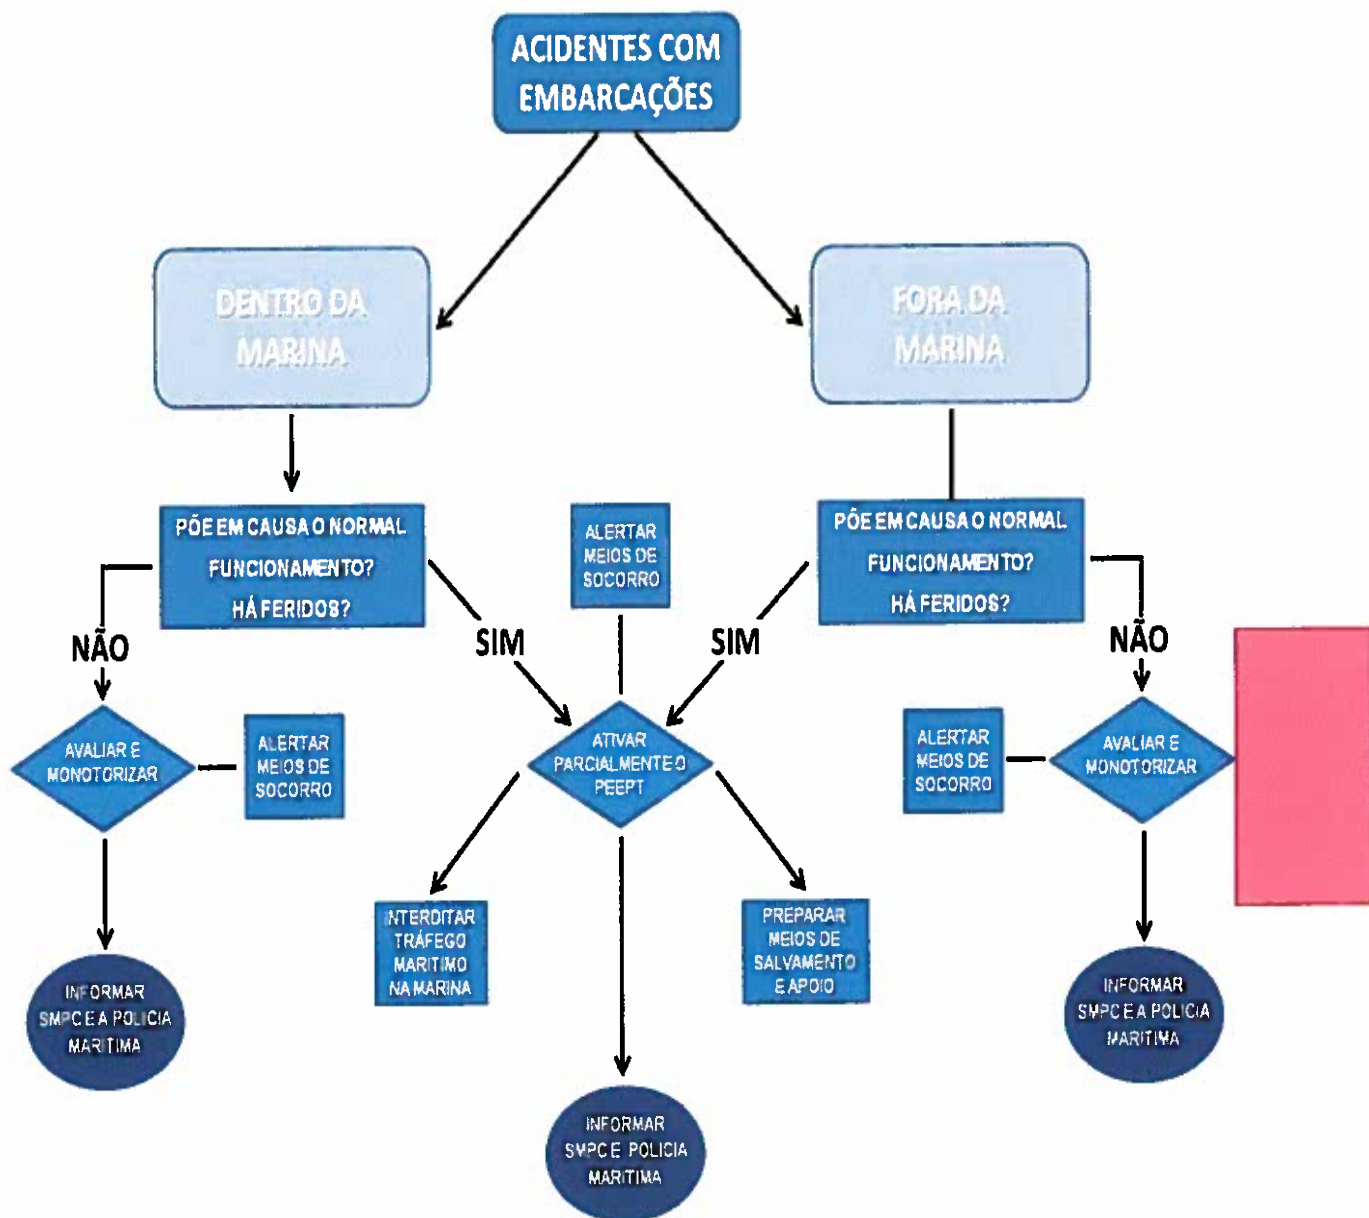 ACIDENTES COM
EMBARCAÇÕES
DENTRO DA
MARINA
FORA DA
MARINA
PÕE EM CAUSA O NORMAL
FUNCIONAMENTO?
HÁ FERIDOS?
ALERTAR
MEIOS DE
SOCORRO
PÕE EM CAUSA O NORMAL
FUNCIONAMENTO?
HÁ FERIDOS?
NÃO
SIM
SIM
NÃO
AVALIAR E
MONOTORIZAR
ALERTAR
MEIOS DE
SOCORRO
ATIVAR
PARCIALMENTE O
PEEPT
ALERTAR
MEIOS DE
SOCORRO
AVALIAR E
MONOTORIZAR
INTERDITAR
TRÁFEGO
MARITIMO
NA MARINA
PREPARAR
MEIOS DE
SALVAMENTO
E APOIO
INFORMAR
SMPC E A POLICIA
MARITIMA
INFORMAR
SMPC E POLICIA
MARITIMA
INFORMAR
SMPC E A POLICIA
MARITIMA